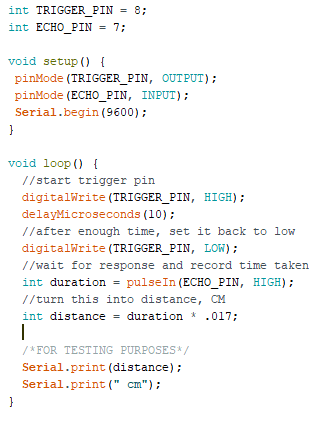 int TRIGGER_PIN = 8;
int ECHO_PIN = 7;

void setup() {
 pinMode(TRIGGER_PIN, OUTPUT);
 pinMode(ECHO_PIN, INPUT);
 Serial.begin(9600);
}

void loop() {
  //start trigger pin
  digitalWrite(TRIGGER_PIN, HIGH);
  delayMicroseconds(10);
  //after enough time, set it back to low
  digitalWrite(TRIGGER_PIN, LOW);
  //wait for response and record time taken
  int duration = pulseIn(ECHO_PIN, HIGH);
  //turn this into distance, CM
  int distance = duration * .017;

  /*FOR TESTING PURPOSES*/
  Serial.print(distance);
  Serial.print(" cm");
}